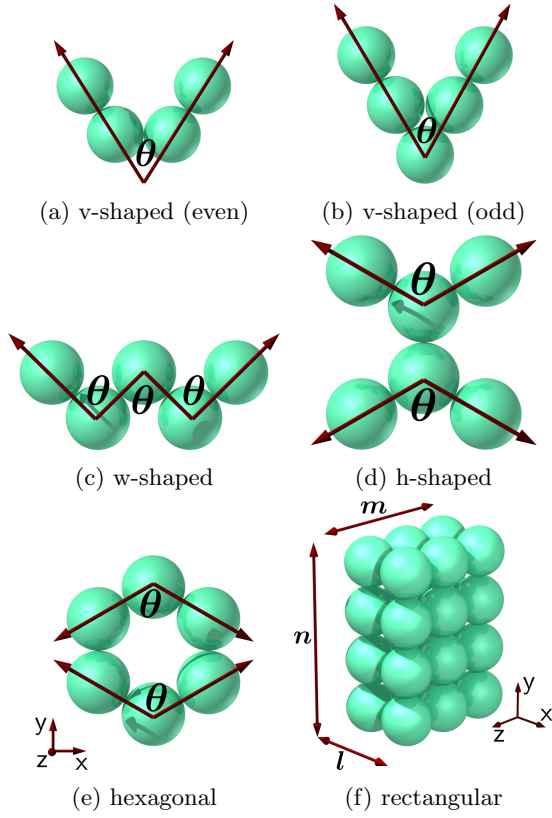 θ
θ
(a) v-shaped (even)
(b) v-shaped (odd)
θ θ θ
θ
θ
(c) w-shaped
(d) h-shaped
θ
θ
y
z x
m
n
l
y
x
z
(e) hexagonal
(f) rectangular